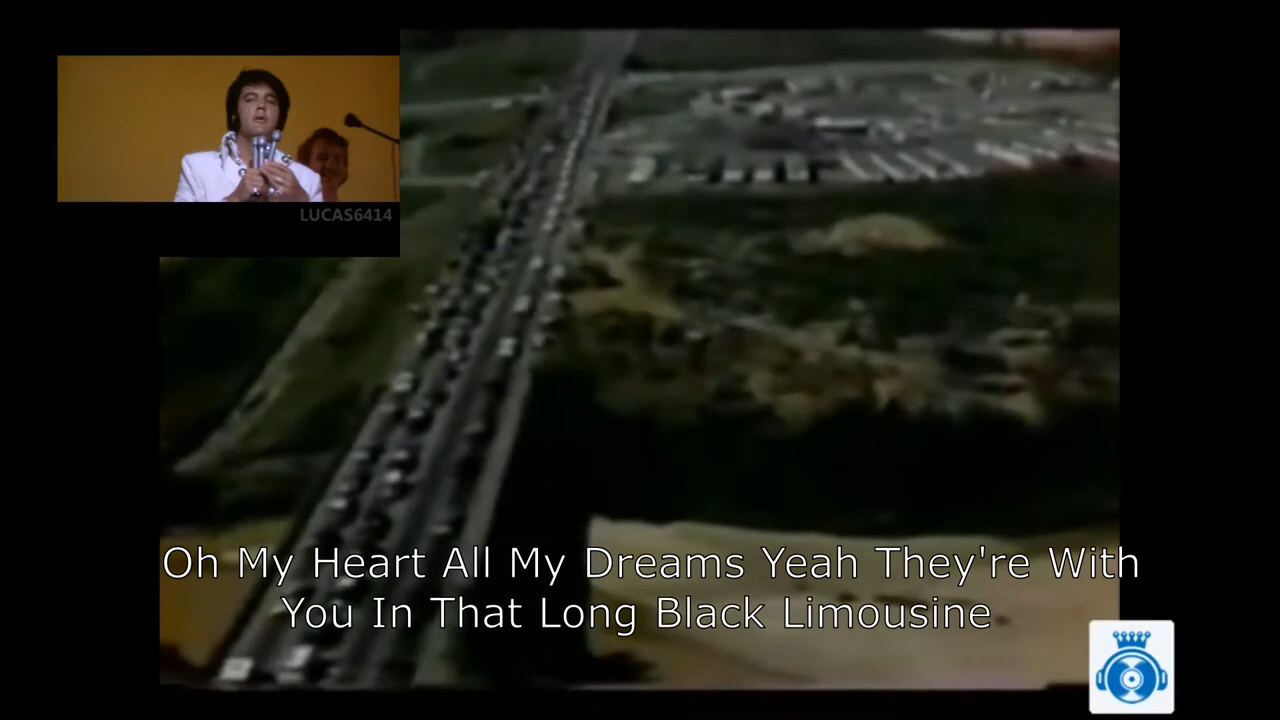 LUCAS6414
Oh My Heart All My Dreams Yeah They're With
You In That Long Black Limousine